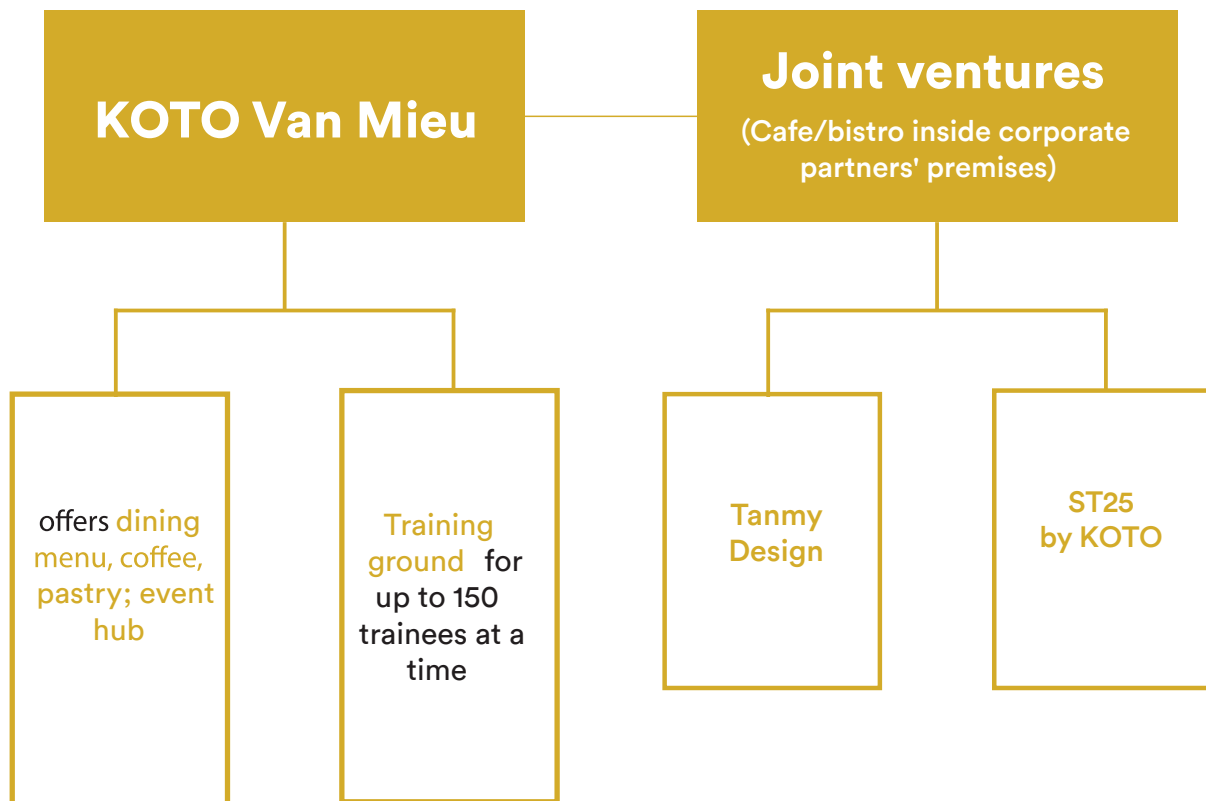 KOTO Van Mieu
Joint ventures
(Cafe/bistro inside corporate
partners' premises)
offers dining
menu, coffee,
pastry; event
hub
Training
ground for
up to 150
trainees at a
time
Tanmy
Design
ST25
by KOTO